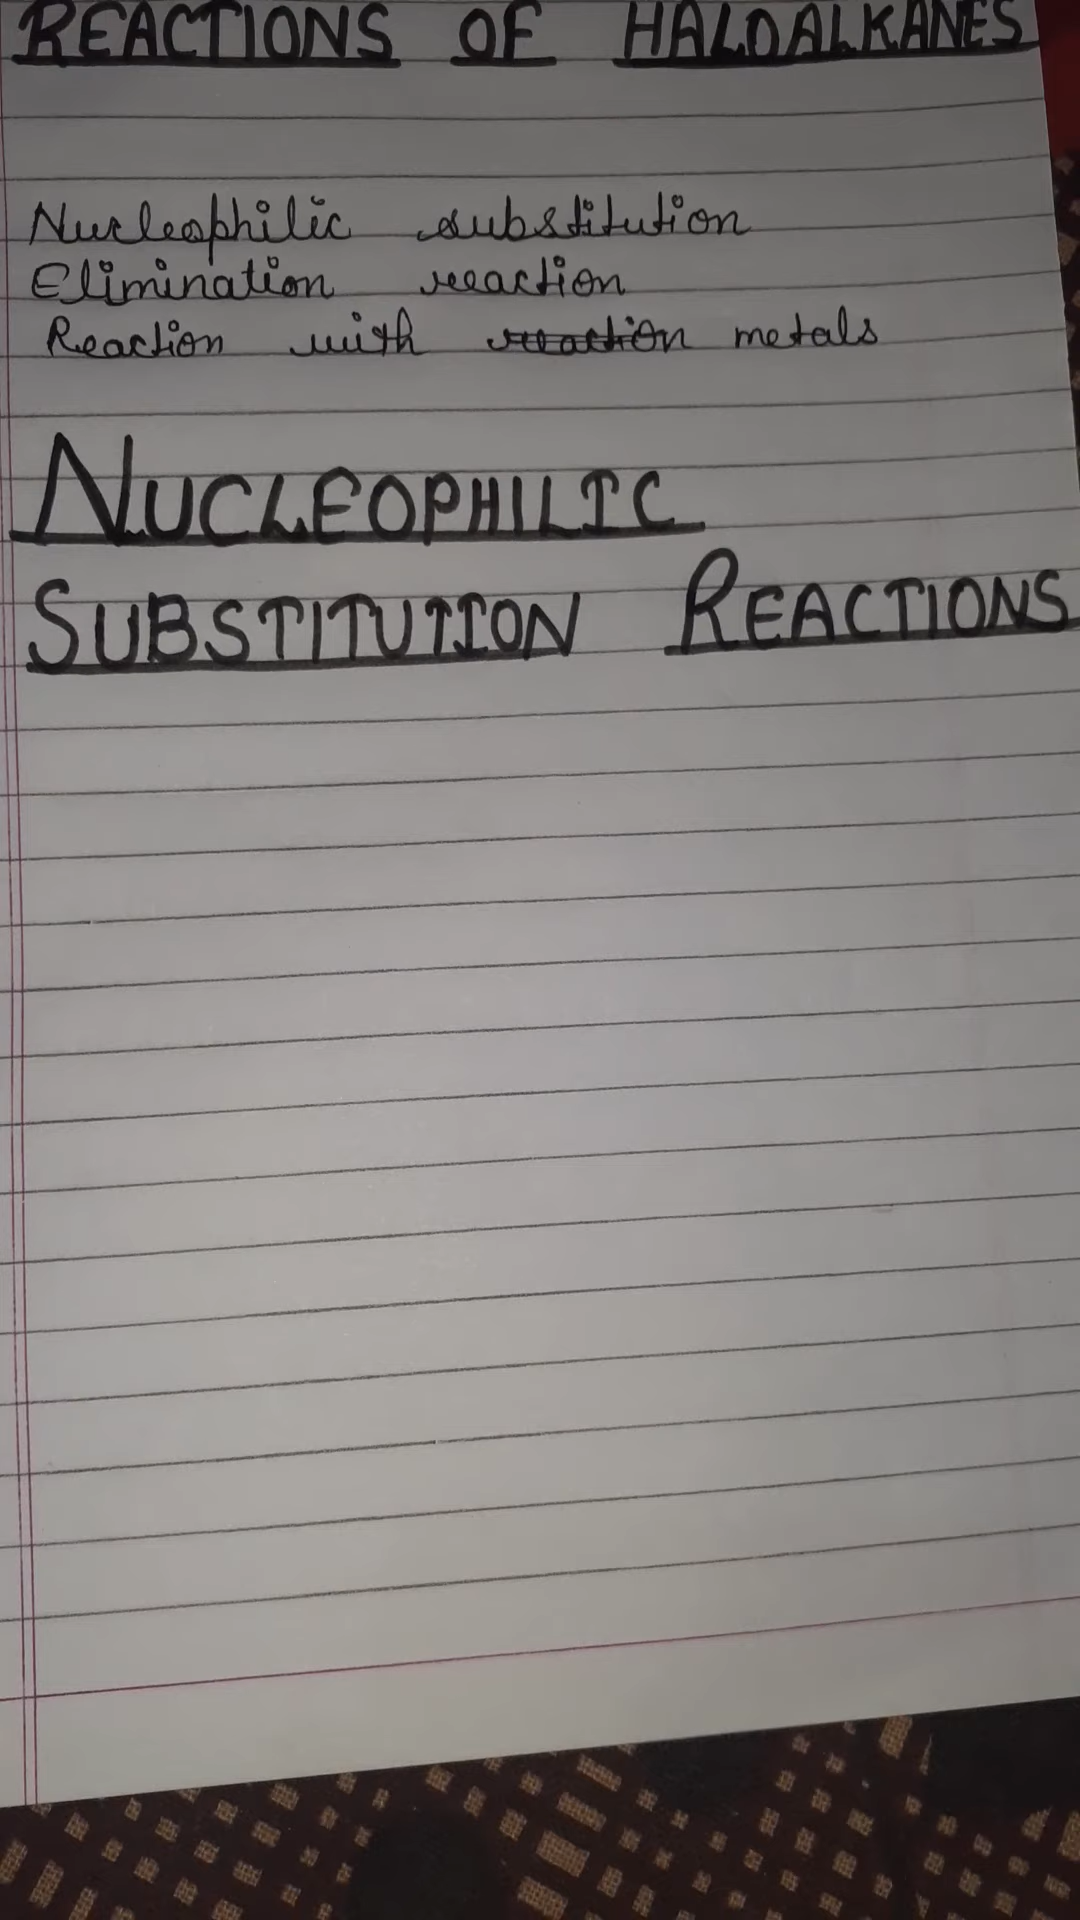 REACTIONS OF HALOALKANES
Nucleophilic substitution
Elimination reaction
Reaction with reaction metals
NUCLEOPHILIC
SUBSTITUTION REACTIONS